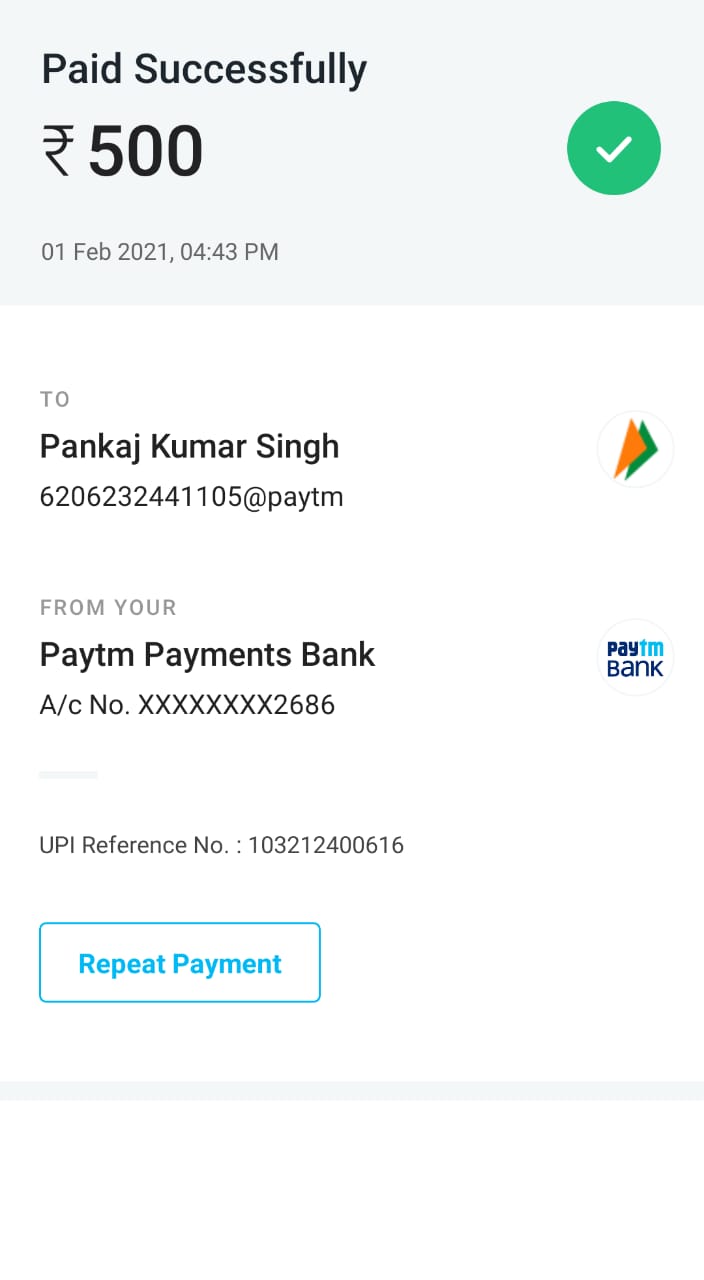 Paid Successfully
₹500
01 Feb 2021, 04:43 PM
TO
Pankaj Kumar Singh
6206232441105@paytm
FROM YOUR
Paytm Payments Bank
paytm
BANK
A/c No. XXXXXXXX2686
UPI Reference No. : 103212400616
Repeat Payment